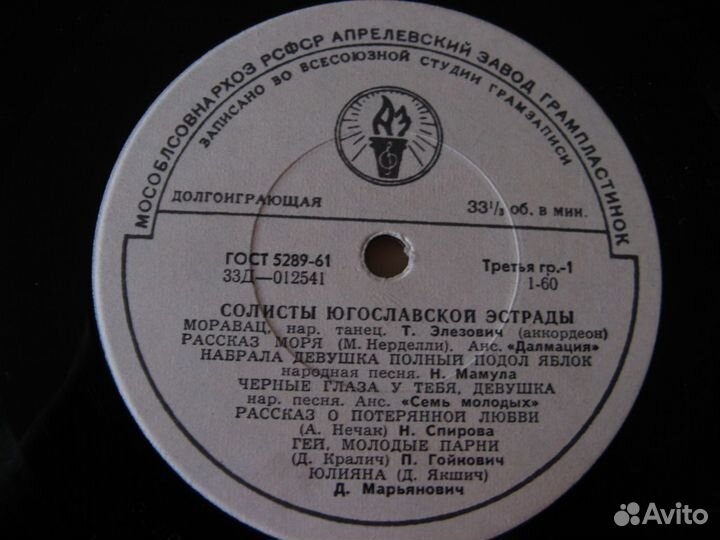 МОСОБЛСОВНАРХОЗ РСФСР АПРЕЛЕВСКИЙ ЗАВОД ГРАМПЛАСТИНОК
ЗАПИСАНО ВО ВСЕСОЮЗНОЙ СТУДИИ ГРАМЗАПИСИ
АЗ
ДОЛГОИГРАЮЩАЯ 33⅓ об. в мин.
ГОСТ 5289-61 Третья гр.-1
33Д—012541 1-60
СОЛИСТЫ ЮГОСЛАВСКОЙ ЭСТРАДЫ
МОРАВАЦ, нар. танец. Т. Элезович (аккордеон)
РАССКАЗ МОРЯ (М. Нерделли). Анс. «Далмация»
НАБРАЛА ДЕВУШКА ПОЛНЫЙ ПОДОЛ ЯБЛОК
народная песня. Н. Мамула
ЧЕРНЫЕ ГЛАЗА У ТЕБЯ, ДЕВУШКА
нар. песня. Анс. «Семь молодых»
РАССКАЗ О ПОТЕРЯННОЙ ЛЮБВИ
(А. Нечак) Н. Спирова
ГЕЙ, МОЛОДЫЕ ПАРНИ
(Д. Кралич) П. Гойкович
ЮЛИЯНА (Д. Якшич)
Д. Марьянович
Avito